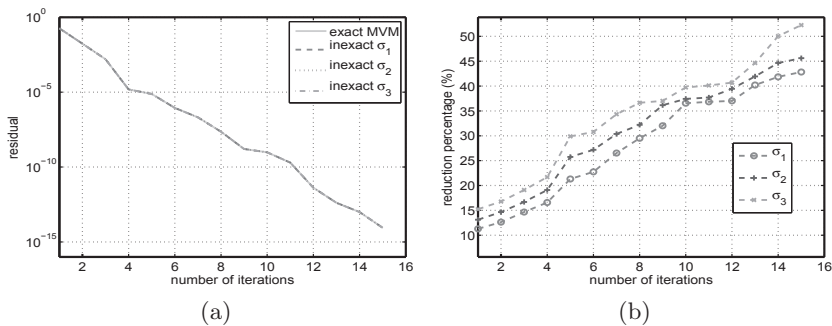 10^0
10^-5
10^-10
10^-15
residual
exact MVM
inexact σ1
inexact σ2
inexact σ3
2 4 6 8 10 12 14 16
number of iterations
(a)
50
45
40
35
30
25
20
15
10
reduction percentage (%)
σ1
σ2
σ3
2 4 6 8 10 12 14 16
number of iterations
(b)